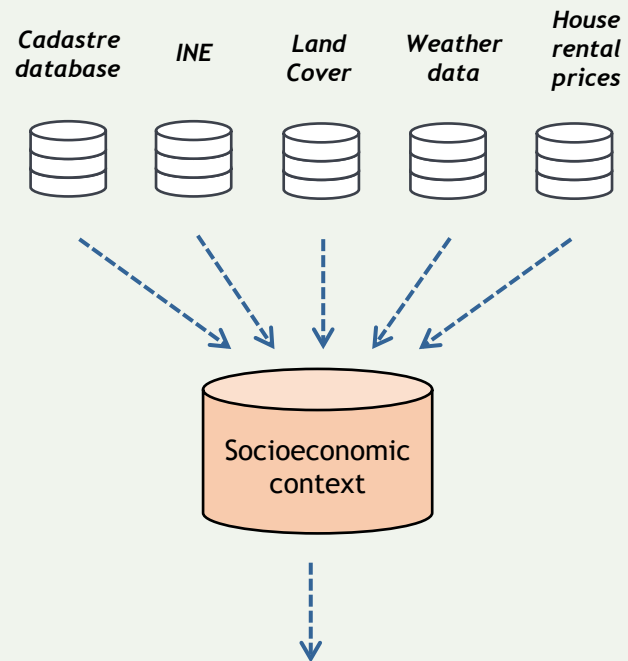 Cadastre
database
INE
Land
Cover
Weather
data
House
rental
prices
Socioeconomic
context